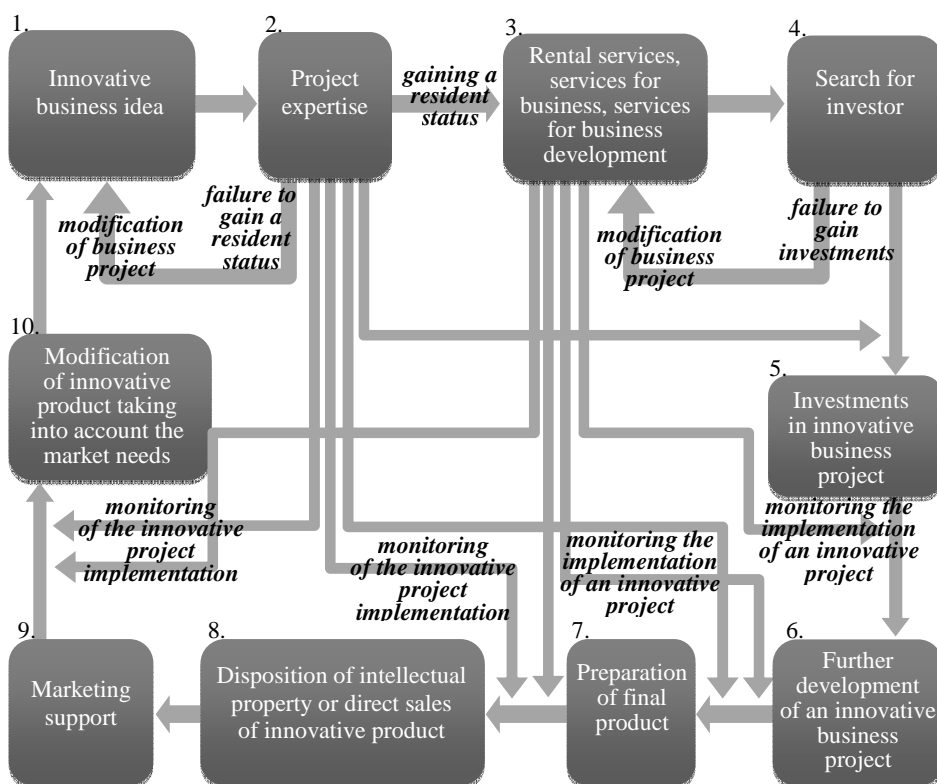 1.
Innovative
business idea
2.
Project
expertise
gaining a
resident
status
3.
Rental services,
services for
business, services
for business
development
4.
Search for
investor
modification
of business
project
failure to
gain a
resident
status
modification
of business
project
failure to
gain
investments
10.
Modification
of innovative
product taking
into account the
market needs
5.
Investments
in innovative
business
project
monitoring
of the innovative
project
implementation
monitoring
of the innovative
project
implementation
monitoring the
implementation
of an innovative
project
monitoring the
implementation
of an innovative
project
9.
Marketing
support
8.
Disposition of intellectual
property or direct sales
of innovative product
7.
Preparation
of final
product
6.
Further
development
of an innovative
business
project